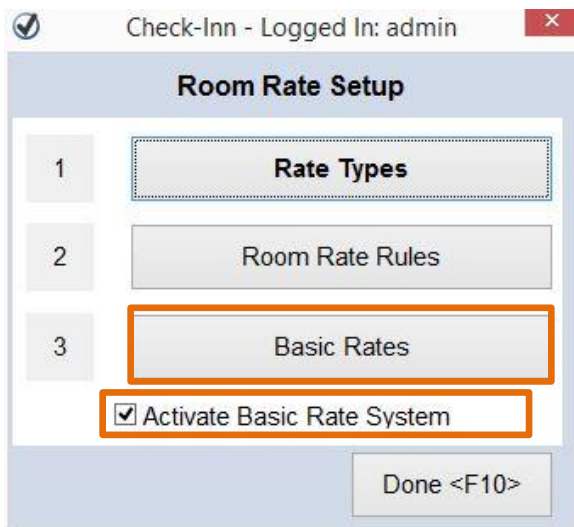 Check-Inn - Logged In: admin
Room Rate Setup
1 Rate Types
2 Room Rate Rules
3 Basic Rates
Activate Basic Rate System
Done <F10>